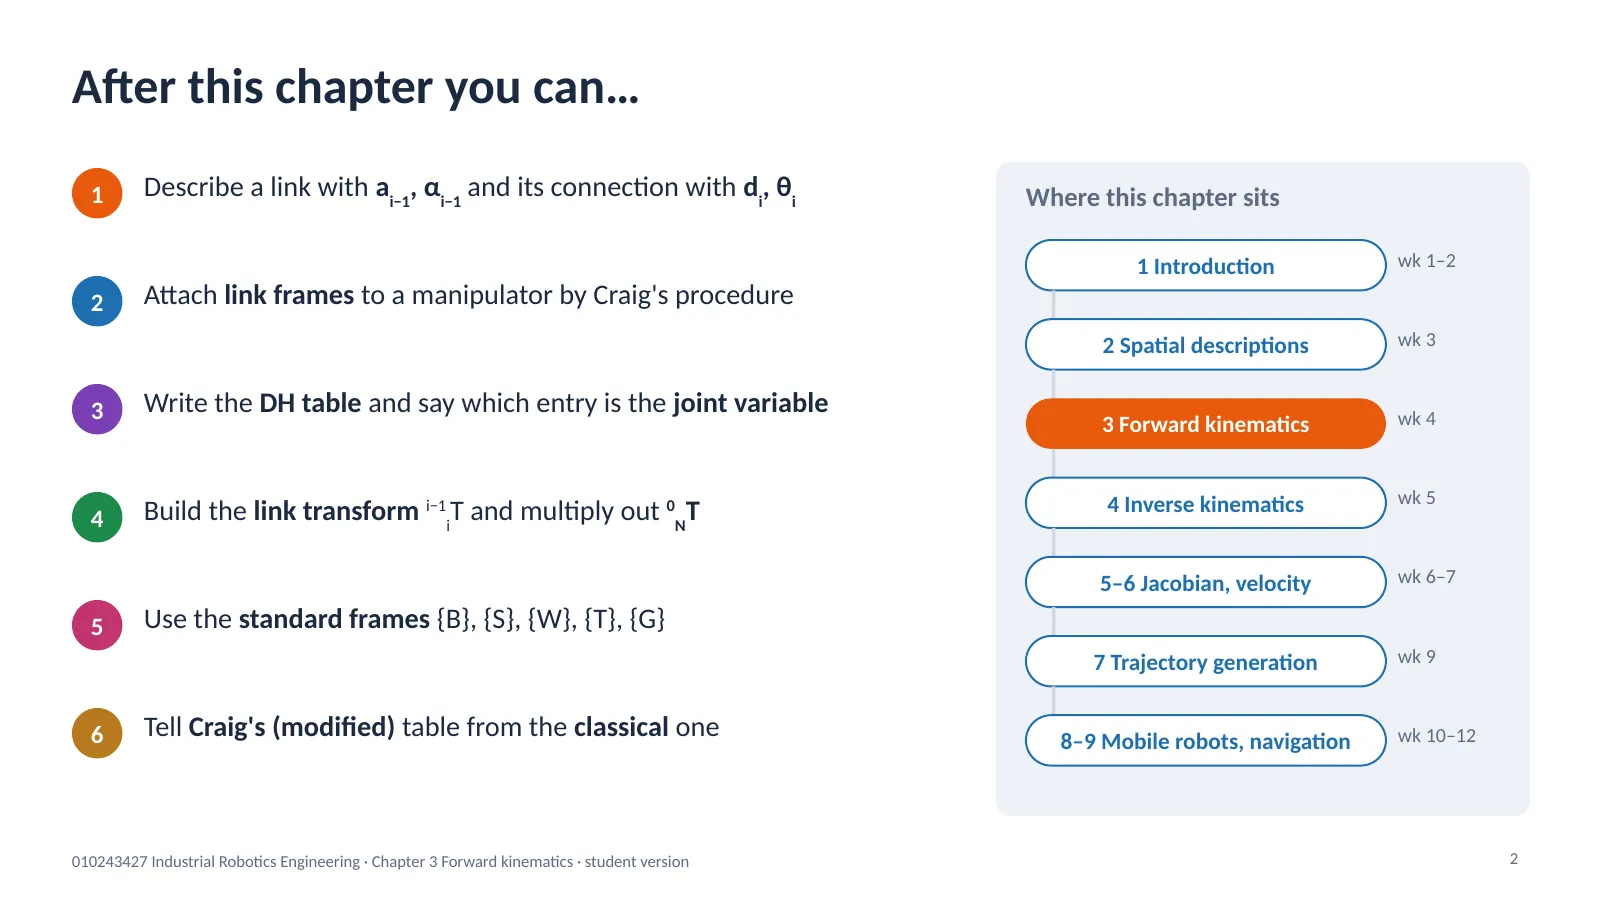 After this chapter you can...
1 Describe a link with aᵢ₋₁, αᵢ₋₁ and its connection with dᵢ, θᵢ
2 Attach link frames to a manipulator by Craig's procedure
3 Write the DH table and say which entry is the joint variable
4 Build the link transform ⁱ⁻¹ᵢT and multiply out ⁰_NT
5 Use the standard frames {B}, {S}, {W}, {T}, {G}
6 Tell Craig's (modified) table from the classical one
Where this chapter sits
1 Introduction wk 1–2
2 Spatial descriptions wk 3
3 Forward kinematics wk 4
4 Inverse kinematics wk 5
5–6 Jacobian, velocity wk 6–7
7 Trajectory generation wk 9
8–9 Mobile robots, navigation wk 10–12
010243427 Industrial Robotics Engineering · Chapter 3 Forward kinematics · student version
2